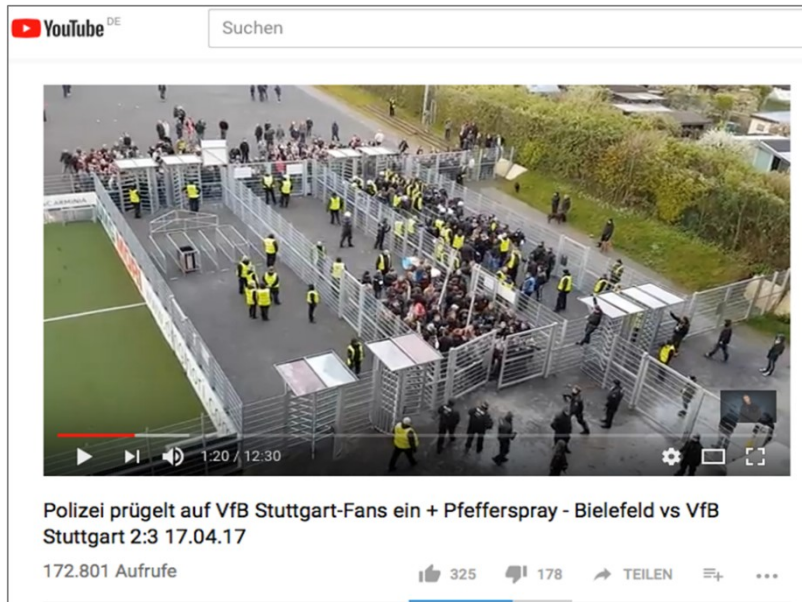 YouTube DE
Suchen
ARMINIA
1:20 / 12:30
Polizei prügelt auf VfB Stuttgart-Fans ein + Pfefferspray - Bielefeld vs VfB
Stuttgart 2:3 17.04.17
172.801 Aufrufe
325
178
TEILEN